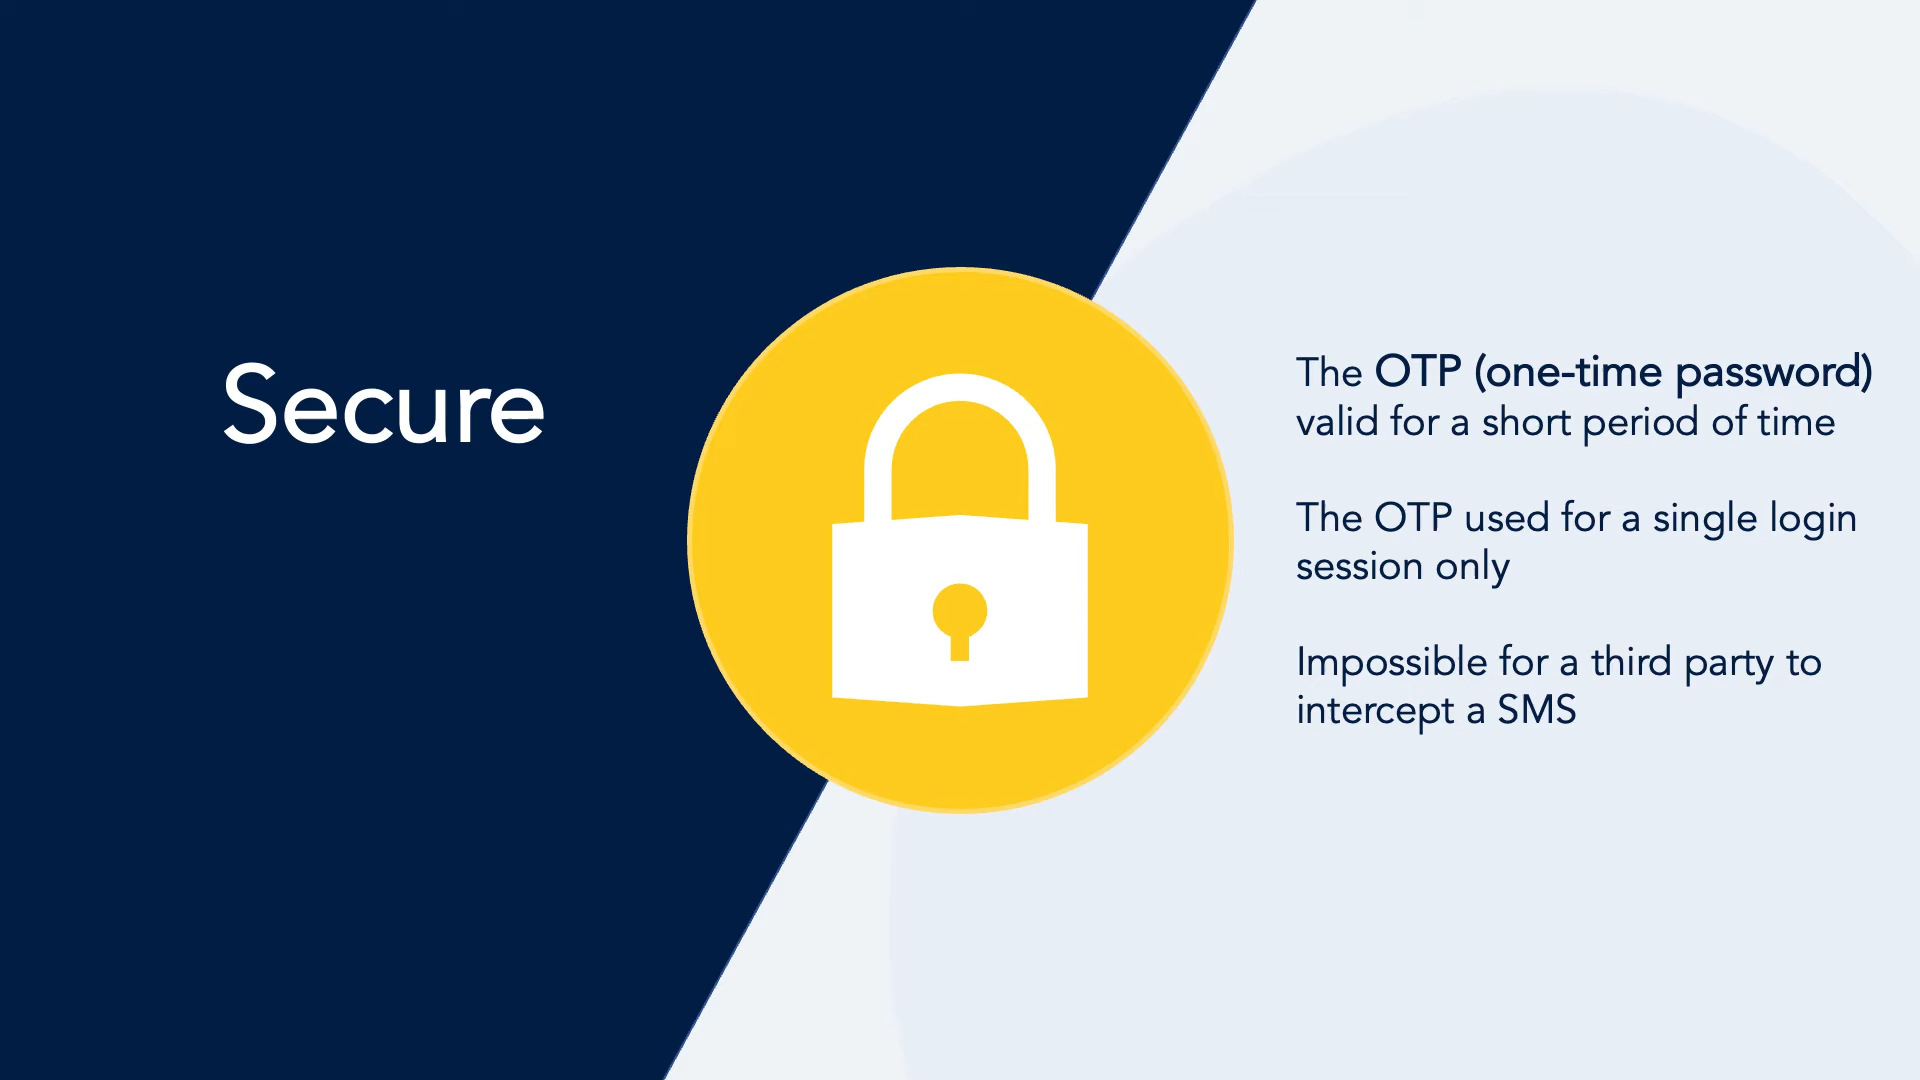 Secure
The OTP (one-time password)
valid for a short period of time
The OTP used for a single login
session only
Impossible for a third party to
intercept a SMS